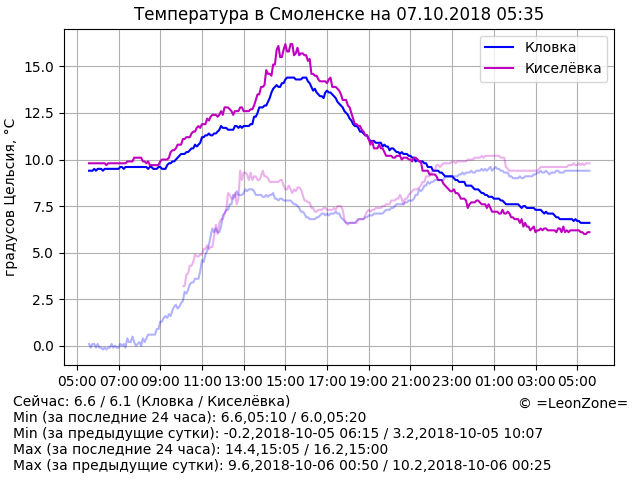 Температура в Смоленске на 07.10.2018 05:35
градусов Цельсия, °C
15.0
12.5
10.0
7.5
5.0
2.5
0.0
Кловка
Киселёвка
05:00 07:00 09:00 11:00 13:00 15:00 17:00 19:00 21:00 23:00 01:00 03:00 05:00
Сейчас: 6.6 / 6.1 (Кловка / Киселёвка)
© =LeonZone=
Min (за последние 24 часа): 6.6,05:10 / 6.0,05:20
Min (за предыдущие сутки): -0.2,2018-10-05 06:15 / 3.2,2018-10-05 10:07
Max (за последние 24 часа): 14.4,15:05 / 16.2,15:00
Max (за предыдущие сутки): 9.6,2018-10-06 00:50 / 10.2,2018-10-06 00:25